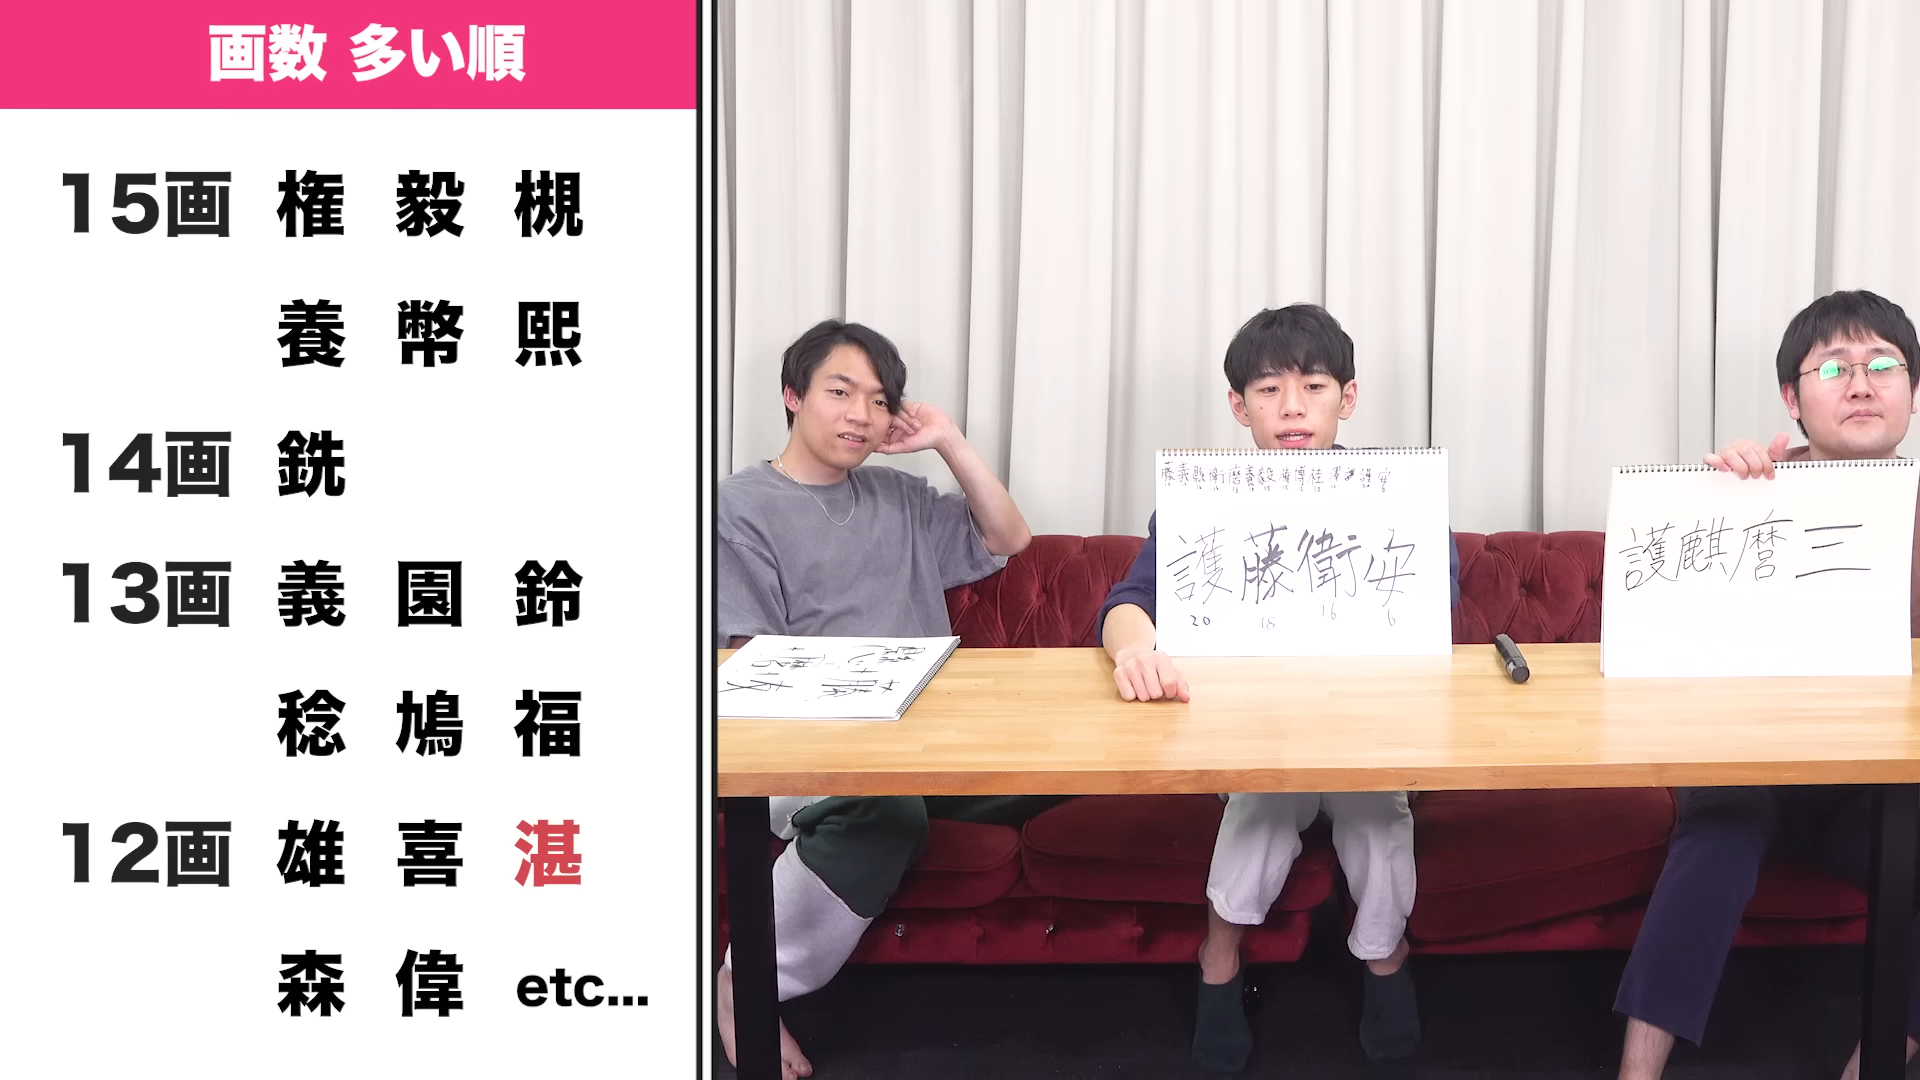 画数 多い順
15画 権 毅 槻
養 幣 熙
14画 銑
13画 義 園 鈴
稔 鳩 福
12画 雄 喜 湛
森 偉 etc...
護藤衛安
20 18 16 6
護麒麿三